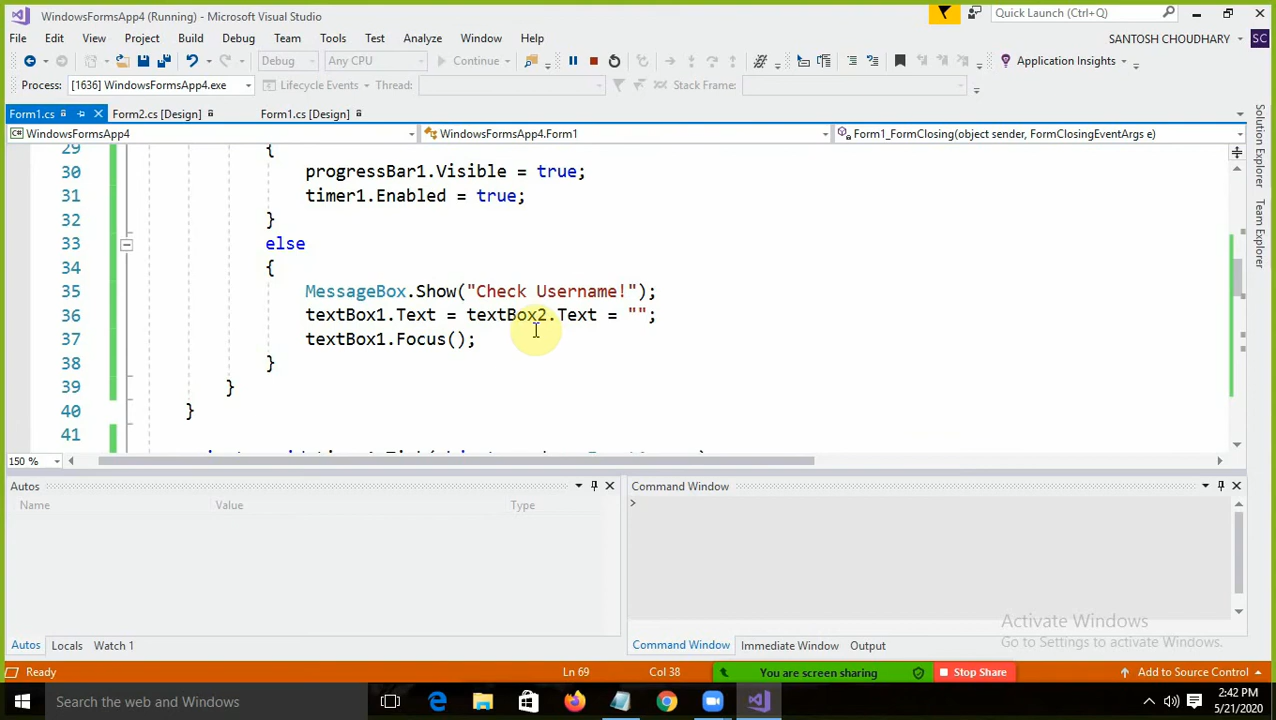 WindowsFormsApp4 (Running) - Microsoft Visual Studio
Quick Launch (Ctrl+Q)
File Edit View Project Build Debug Team Tools Test Analyze Window Help
SANTOSH CHOUDHARY SC
Debug Any CPU Continue Application Insights
Process: [1636] WindowsFormsApp4.exe Lifecycle Events Thread: Stack Frame:
Form1.cs Form2.cs [Design] Form1.cs [Design]
WindowsFormsApp4 WindowsFormsApp4.Form1 Form1_FormClosing(object sender, FormClosingEventArgs e)
29 {
30 progressBar1.Visible = true;
31 timer1.Enabled = true;
32 }
33 else
34 {
35 MessageBox.Show("Check Username!");
36 textBox1.Text = textBox2.Text = "";
37 textBox1.Focus();
38 }
39 }
40 }
41
150 %
Solution Explorer
Team Explorer
Autos
Name Value Type
Command Window
>
Autos Locals Watch 1
Command Window Immediate Window Output
Activate Windows
Go to Settings to activate Windows.
Ready Ln 69 Col 38 You are screen sharing Stop Share Add to Source Control
Search the web and Windows
2:42 PM
5/21/2020